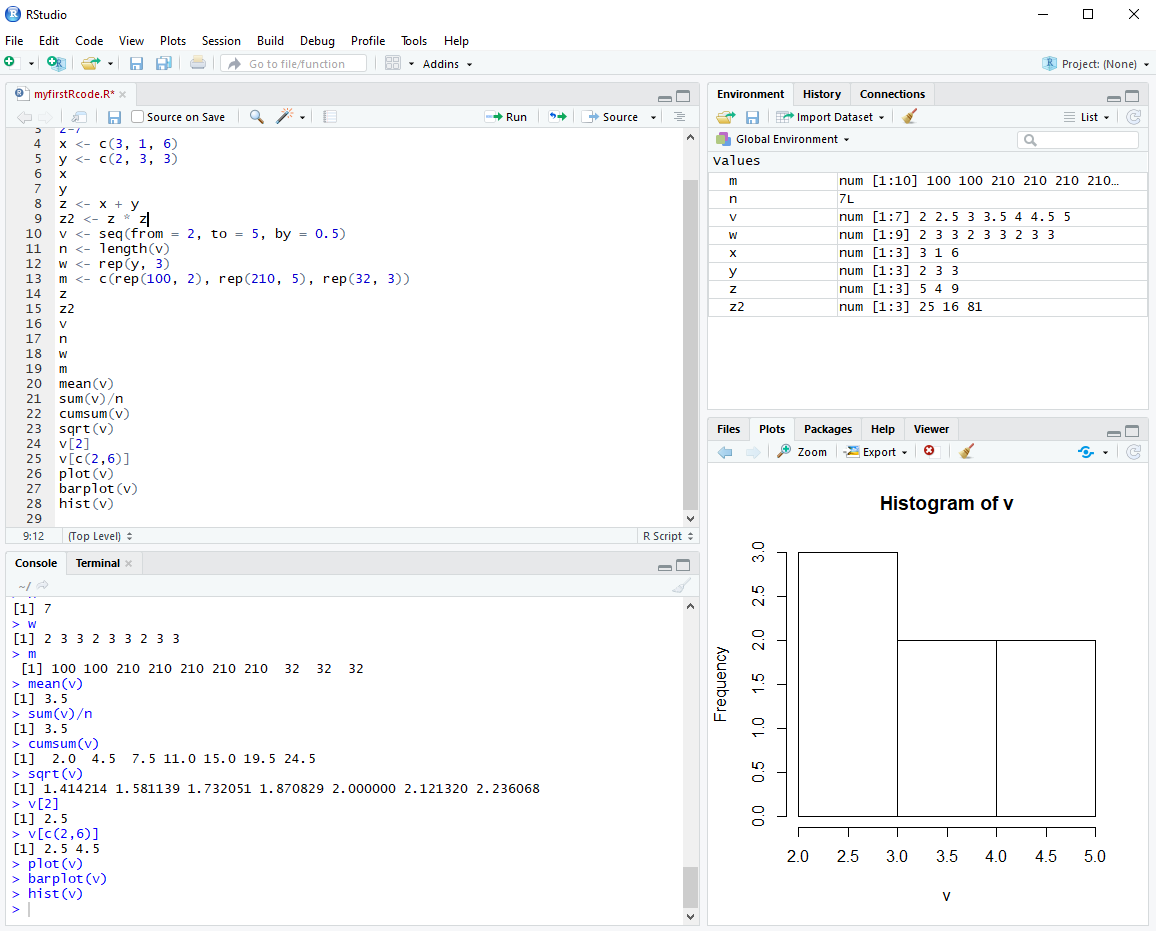 RStudio
File Edit Code View Plots Session Build Debug Profile Tools Help
Go to file/function Addins Project: (None)
myfirstRcode.R*
Source on Save Run Source
3 2-7
4 x <- c(3, 1, 6)
5 y <- c(2, 3, 3)
6 x
7 y
8 z <- x + y
9 z2 <- z * z
10 v <- seq(from = 2, to = 5, by = 0.5)
11 n <- length(v)
12 w <- rep(y, 3)
13 m <- c(rep(100, 2), rep(210, 5), rep(32, 3))
14 z
15 z2
16 v
17 n
18 w
19 m
20 mean(v)
21 sum(v)/n
22 cumsum(v)
23 sqrt(v)
24 v[2]
25 v[c(2,6)]
26 plot(v)
27 barplot(v)
28 hist(v)
29
9:12 (Top Level) R Script
Console Terminal
~/
[1] 7
> w
[1] 2 3 3 2 3 3 2 3 3
> m
[1] 100 100 210 210 210 210 210  32  32  32
> mean(v)
[1] 3.5
> sum(v)/n
[1] 3.5
> cumsum(v)
[1]  2.0  4.5  7.5 11.0 15.0 19.5 24.5
> sqrt(v)
[1] 1.414214 1.581139 1.732051 1.870829 2.000000 2.121320 2.236068
> v[2]
[1] 2.5
> v[c(2,6)]
[1] 2.5 4.5
> plot(v)
> barplot(v)
> hist(v)
>
Environment History Connections
Import Dataset List
Global Environment
Values
m num [1:10] 100 100 210 210 210 210...
n 7L
v num [1:7] 2 2.5 3 3.5 4 4.5 5
w num [1:9] 2 3 3 2 3 3 2 3 3
x num [1:3] 3 1 6
y num [1:3] 2 3 3
z num [1:3] 5 4 9
z2 num [1:3] 25 16 81
Files Plots Packages Help Viewer
Zoom Export
Histogram of v
Frequency
3.0
2.5
2.0
1.5
1.0
0.5
0.0
2.0 2.5 3.0 3.5 4.0 4.5 5.0
v